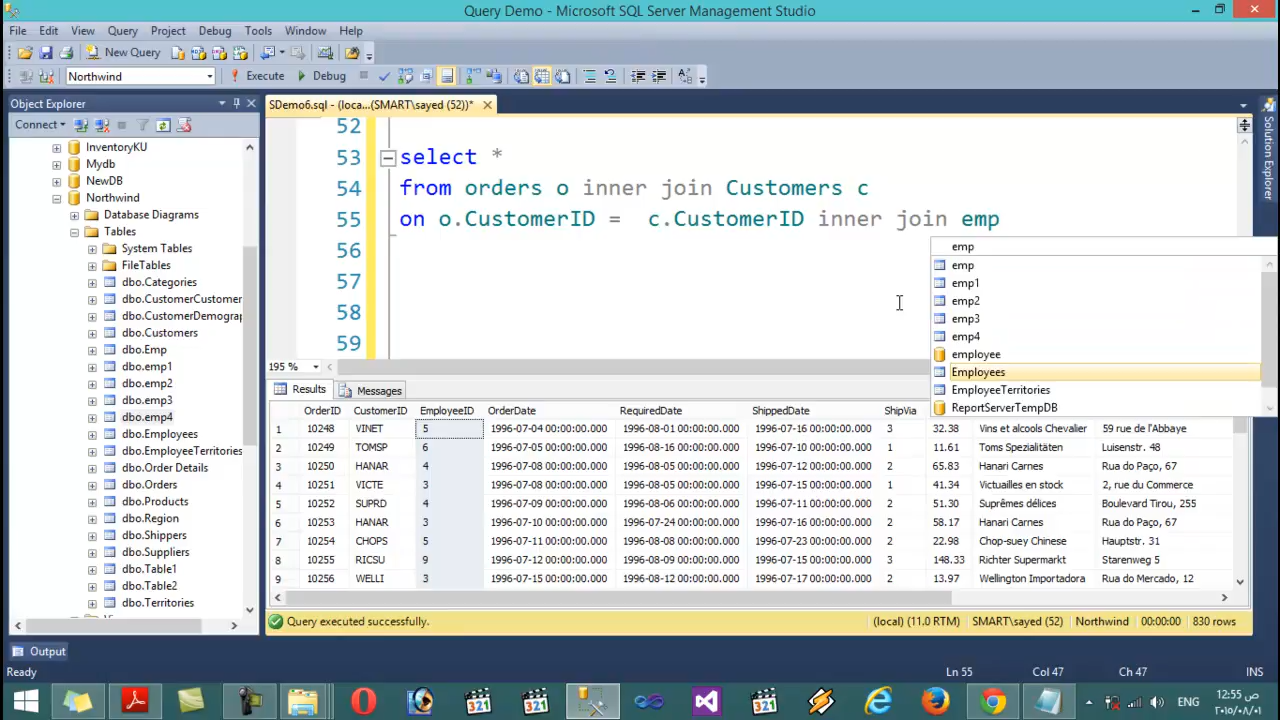 Query Demo - Microsoft SQL Server Management Studio
File Edit View Query Project Debug Tools Window Help
New Query
Northwind Execute Debug
Object Explorer
SDemo6.sql - (loca...(SMART\sayed (52))*
Solution Explorer
Connect
InventoryKU
Mydb
NewDB
Northwind
Database Diagrams
Tables
System Tables
FileTables
dbo.Categories
dbo.CustomerCustomer
dbo.CustomerDemograp
dbo.Customers
dbo.Emp
dbo.emp1
dbo.emp2
dbo.emp3
dbo.emp4
dbo.Employees
dbo.EmployeeTerritories
dbo.Order Details
dbo.Orders
dbo.Products
dbo.Region
dbo.Shippers
dbo.Suppliers
dbo.Table1
dbo.Table2
dbo.Territories
52
53 select *
54 from orders o inner join Customers c
55 on o.CustomerID = c.CustomerID inner join emp
56
57
58
59
emp
emp
emp1
emp2
emp3
emp4
employee
Employees
EmployeeTerritories
ReportServerTempDB
195 %
Results Messages
OrderID CustomerID EmployeeID OrderDate RequiredDate ShippedDate ShipVia
1 10248 VINET 5 1996-07-04 00:00:00.000 1996-08-01 00:00:00.000 1996-07-16 00:00:00.000 3 32.38 Vins et alcools Chevalier 59 rue de l'Abbaye
2 10249 TOMSP 6 1996-07-05 00:00:00.000 1996-08-16 00:00:00.000 1996-07-10 00:00:00.000 1 11.61 Toms Spezialitäten Luisenstr. 48
3 10250 HANAR 4 1996-07-08 00:00:00.000 1996-08-05 00:00:00.000 1996-07-12 00:00:00.000 2 65.83 Hanari Carnes Rua do Paço, 67
4 10251 VICTE 3 1996-07-08 00:00:00.000 1996-08-05 00:00:00.000 1996-07-15 00:00:00.000 1 41.34 Victuailles en stock 2, rue du Commerce
5 10252 SUPRD 4 1996-07-09 00:00:00.000 1996-08-06 00:00:00.000 1996-07-11 00:00:00.000 2 51.30 Suprêmes délices Boulevard Tirou, 255
6 10253 HANAR 3 1996-07-10 00:00:00.000 1996-07-24 00:00:00.000 1996-07-16 00:00:00.000 2 58.17 Hanari Carnes Rua do Paço, 67
7 10254 CHOPS 5 1996-07-11 00:00:00.000 1996-08-08 00:00:00.000 1996-07-23 00:00:00.000 2 22.98 Chop-suey Chinese Hauptstr. 31
8 10255 RICSU 9 1996-07-12 00:00:00.000 1996-08-09 00:00:00.000 1996-07-15 00:00:00.000 3 148.33 Richter Supermarkt Starenweg 5
9 10256 WELLI 3 1996-07-15 00:00:00.000 1996-08-12 00:00:00.000 1996-07-17 00:00:00.000 2 13.97 Wellington Importadora Rua do Mercado, 12
Query executed successfully. (local) (11.0 RTM) SMART\sayed (52) Northwind 00:00:00 830 rows
Output
Ready Ln 55 Col 47 Ch 47 INS
321 321 321
ENG 12:55 ص
٢٠١٥/٠٨/٠١